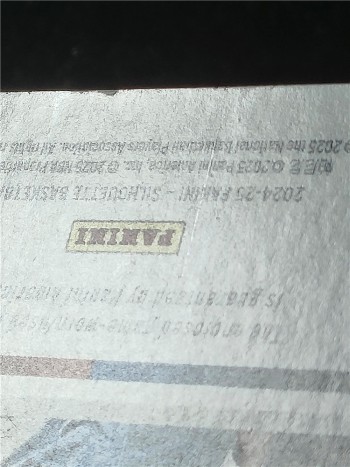 The enclosed game-worn/used
is guaranteed by Panini America
PANINI
2024-25 PANINI – SILHOUETTE BASKETBA
© 2025 Panini America, Inc. © 2025 NBA Properties
© 2025 the National Basketball Players Association. All rights